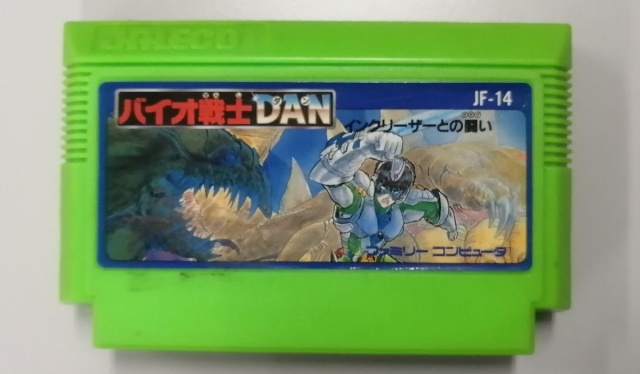 JALECO
JF-14
バイオ戦士DAN
インクリーザーとの闘い
ファミリー コンピュータ